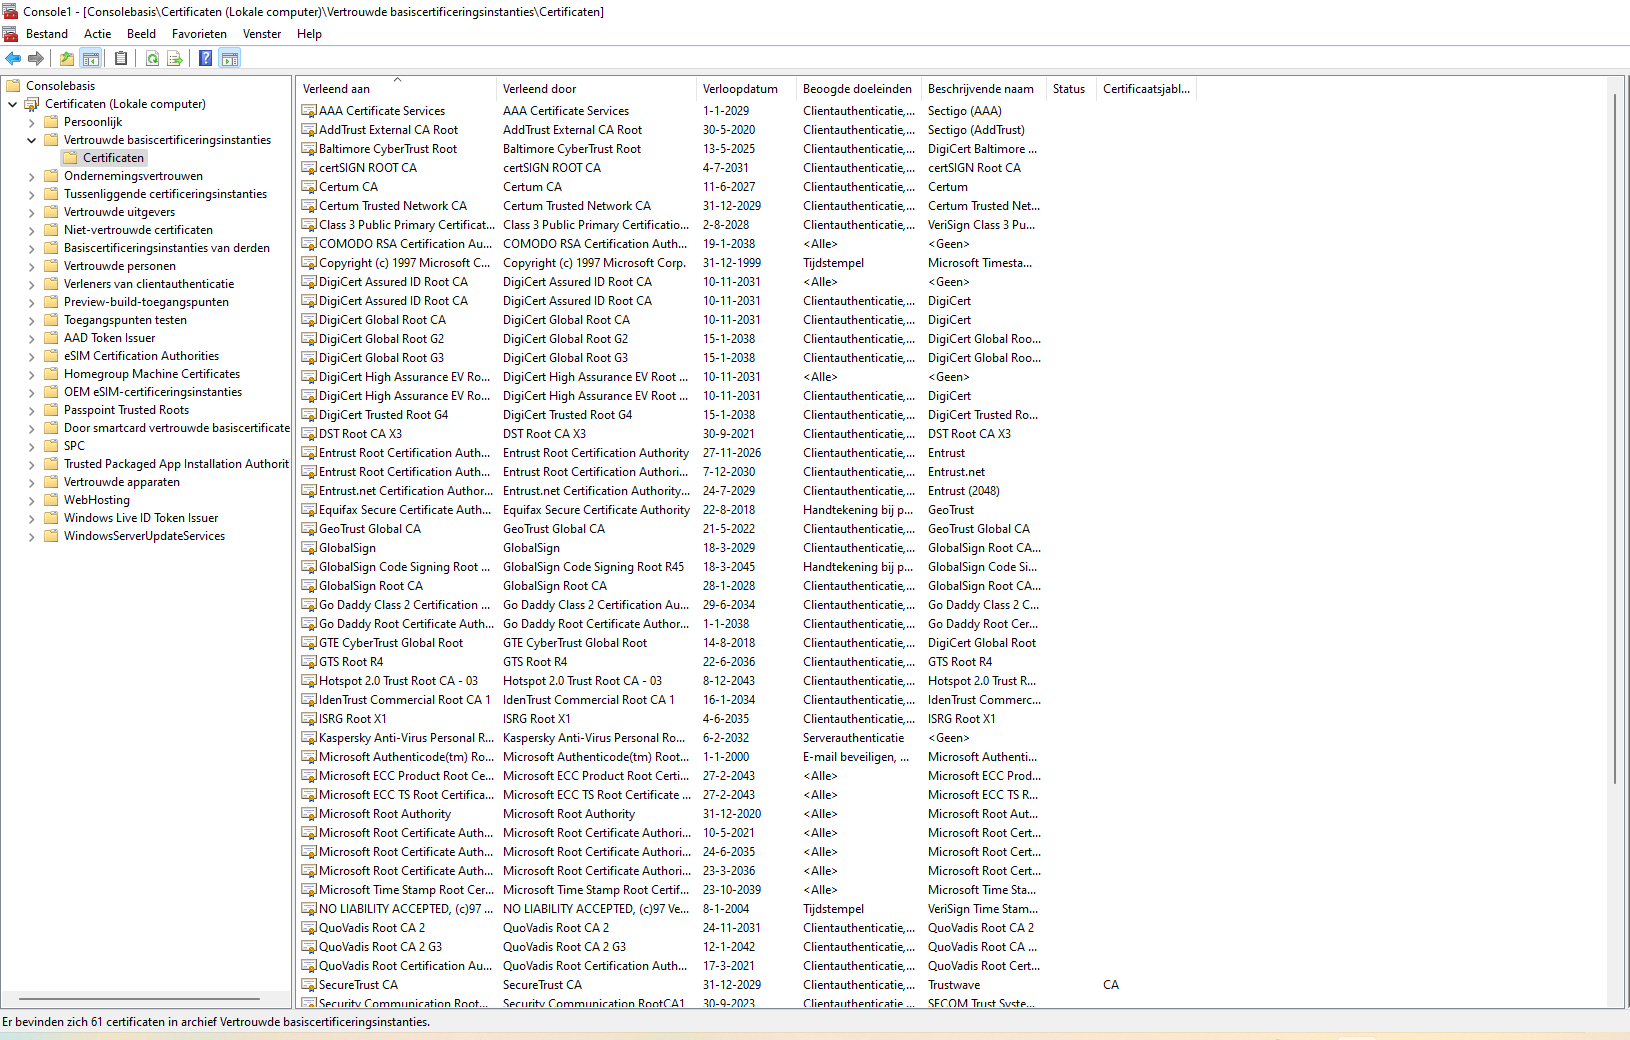 Console1 - [Consolebasis\Certificaten (Lokale computer)\Vertrouwde basiscertificeringsinstanties\Certificaten]
Bestand Actie Beeld Favorieten Venster Help
Consolebasis
Certificaten (Lokale computer)
Persoonlijk
Vertrouwde basiscertificeringsinstanties
Certificaten
Ondernemingsvertrouwen
Tussenliggende certificeringsinstanties
Vertrouwde uitgevers
Niet-vertrouwde certificaten
Basiscertificeringsinstanties van derden
Vertrouwde personen
Verleners van clientauthenticatie
Preview-build-toegangspunten
Toegangspunten testen
AAD Token Issuer
eSIM Certification Authorities
Homegroup Machine Certificates
OEM eSIM-certificeringsinstanties
Passpoint Trusted Roots
Door smartcard vertrouwde basiscertificate
SPC
Trusted Packaged App Installation Authorit
Vertrouwde apparaten
WebHosting
Windows Live ID Token Issuer
WindowsServerUpdateServices
Verleend aan Verleend door Verloopdatum Beoogde doeleinden Beschrijvende naam Status Certificaatsjabl...
AAA Certificate Services AAA Certificate Services 1-1-2029 Clientauthenticatie,... Sectigo (AAA)
AddTrust External CA Root AddTrust External CA Root 30-5-2020 Clientauthenticatie,... Sectigo (AddTrust)
Baltimore CyberTrust Root Baltimore CyberTrust Root 13-5-2025 Clientauthenticatie,... DigiCert Baltimore ...
certSIGN ROOT CA certSIGN ROOT CA 4-7-2031 Clientauthenticatie,... certSIGN Root CA
Certum CA Certum CA 11-6-2027 Clientauthenticatie,... Certum
Certum Trusted Network CA Certum Trusted Network CA 31-12-2029 Clientauthenticatie,... Certum Trusted Net...
Class 3 Public Primary Certificat... Class 3 Public Primary Certificatio... 2-8-2028 Clientauthenticatie,... VeriSign Class 3 Pu...
COMODO RSA Certification Au... COMODO RSA Certification Auth... 19-1-2038 <Alle> <Geen>
Copyright (c) 1997 Microsoft C... Copyright (c) 1997 Microsoft Corp. 31-12-1999 Tijdstempel Microsoft Timesta...
DigiCert Assured ID Root CA DigiCert Assured ID Root CA 10-11-2031 <Alle> <Geen>
DigiCert Assured ID Root CA DigiCert Assured ID Root CA 10-11-2031 Clientauthenticatie,... DigiCert
DigiCert Global Root CA DigiCert Global Root CA 10-11-2031 Clientauthenticatie,... DigiCert
DigiCert Global Root G2 DigiCert Global Root G2 15-1-2038 Clientauthenticatie,... DigiCert Global Roo...
DigiCert Global Root G3 DigiCert Global Root G3 15-1-2038 Clientauthenticatie,... DigiCert Global Roo...
DigiCert High Assurance EV Ro... DigiCert High Assurance EV Root ... 10-11-2031 <Alle> <Geen>
DigiCert High Assurance EV Ro... DigiCert High Assurance EV Root ... 10-11-2031 Clientauthenticatie,... DigiCert
DigiCert Trusted Root G4 DigiCert Trusted Root G4 15-1-2038 Clientauthenticatie,... DigiCert Trusted Ro...
DST Root CA X3 DST Root CA X3 30-9-2021 Clientauthenticatie,... DST Root CA X3
Entrust Root Certification Auth... Entrust Root Certification Authority 27-11-2026 Clientauthenticatie,... Entrust
Entrust Root Certification Auth... Entrust Root Certification Authori... 7-12-2030 Clientauthenticatie,... Entrust.net
Entrust.net Certification Author... Entrust.net Certification Authority... 24-7-2029 Clientauthenticatie,... Entrust (2048)
Equifax Secure Certificate Auth... Equifax Secure Certificate Authority 22-8-2018 Handtekening bij p... GeoTrust
GeoTrust Global CA GeoTrust Global CA 21-5-2022 Clientauthenticatie,... GeoTrust Global CA
GlobalSign GlobalSign 18-3-2029 Clientauthenticatie,... GlobalSign Root CA...
GlobalSign Code Signing Root ... GlobalSign Code Signing Root R45 18-3-2045 Handtekening bij p... GlobalSign Code Si...
GlobalSign Root CA GlobalSign Root CA 28-1-2028 Clientauthenticatie,... GlobalSign Root CA...
Go Daddy Class 2 Certification ... Go Daddy Class 2 Certification Au... 29-6-2034 Clientauthenticatie,... Go Daddy Class 2 C...
Go Daddy Root Certificate Auth... Go Daddy Root Certificate Author... 1-1-2038 Clientauthenticatie,... Go Daddy Root Cer...
GTE CyberTrust Global Root GTE CyberTrust Global Root 14-8-2018 Clientauthenticatie,... DigiCert Global Root
GTS Root R4 GTS Root R4 22-6-2036 Clientauthenticatie,... GTS Root R4
Hotspot 2.0 Trust Root CA - 03 Hotspot 2.0 Trust Root CA - 03 8-12-2043 Clientauthenticatie,... Hotspot 2.0 Trust R...
IdenTrust Commercial Root CA 1 IdenTrust Commercial Root CA 1 16-1-2034 Clientauthenticatie,... IdenTrust Commerc...
ISRG Root X1 ISRG Root X1 4-6-2035 Clientauthenticatie,... ISRG Root X1
Kaspersky Anti-Virus Personal R... Kaspersky Anti-Virus Personal Ro... 6-2-2032 Serverauthenticatie <Geen>
Microsoft Authenticode(tm) Ro... Microsoft Authenticode(tm) Root... 1-1-2000 E-mail beveiligen, ... Microsoft Authenti...
Microsoft ECC Product Root Ce... Microsoft ECC Product Root Certi... 27-2-2043 <Alle> Microsoft ECC Prod...
Microsoft ECC TS Root Certifica... Microsoft ECC TS Root Certificate ... 27-2-2043 <Alle> Microsoft ECC TS R...
Microsoft Root Authority Microsoft Root Authority 31-12-2020 <Alle> Microsoft Root Aut...
Microsoft Root Certificate Auth... Microsoft Root Certificate Authori... 10-5-2021 <Alle> Microsoft Root Cert...
Microsoft Root Certificate Auth... Microsoft Root Certificate Authori... 24-6-2035 <Alle> Microsoft Root Cert...
Microsoft Root Certificate Auth... Microsoft Root Certificate Authori... 23-3-2036 <Alle> Microsoft Root Cert...
Microsoft Time Stamp Root Cer... Microsoft Time Stamp Root Certif... 23-10-2039 <Alle> Microsoft Time Sta...
NO LIABILITY ACCEPTED, (c)97 ... NO LIABILITY ACCEPTED, (c)97 Ve... 8-1-2004 Tijdstempel VeriSign Time Stam...
QuoVadis Root CA 2 QuoVadis Root CA 2 24-11-2031 Clientauthenticatie,... QuoVadis Root CA 2
QuoVadis Root CA 2 G3 QuoVadis Root CA 2 G3 12-1-2042 Clientauthenticatie,... QuoVadis Root CA ...
QuoVadis Root Certification Au... QuoVadis Root Certification Auth... 17-3-2021 Clientauthenticatie,... QuoVadis Root Cert...
SecureTrust CA SecureTrust CA 31-12-2029 Clientauthenticatie,... Trustwave CA
Security Communication Root... Security Communication RootCA1 30-9-2023 Clientauthenticatie,... SECOM Trust Syste...
Er bevinden zich 61 certificaten in archief Vertrouwde basiscertificeringsinstanties.